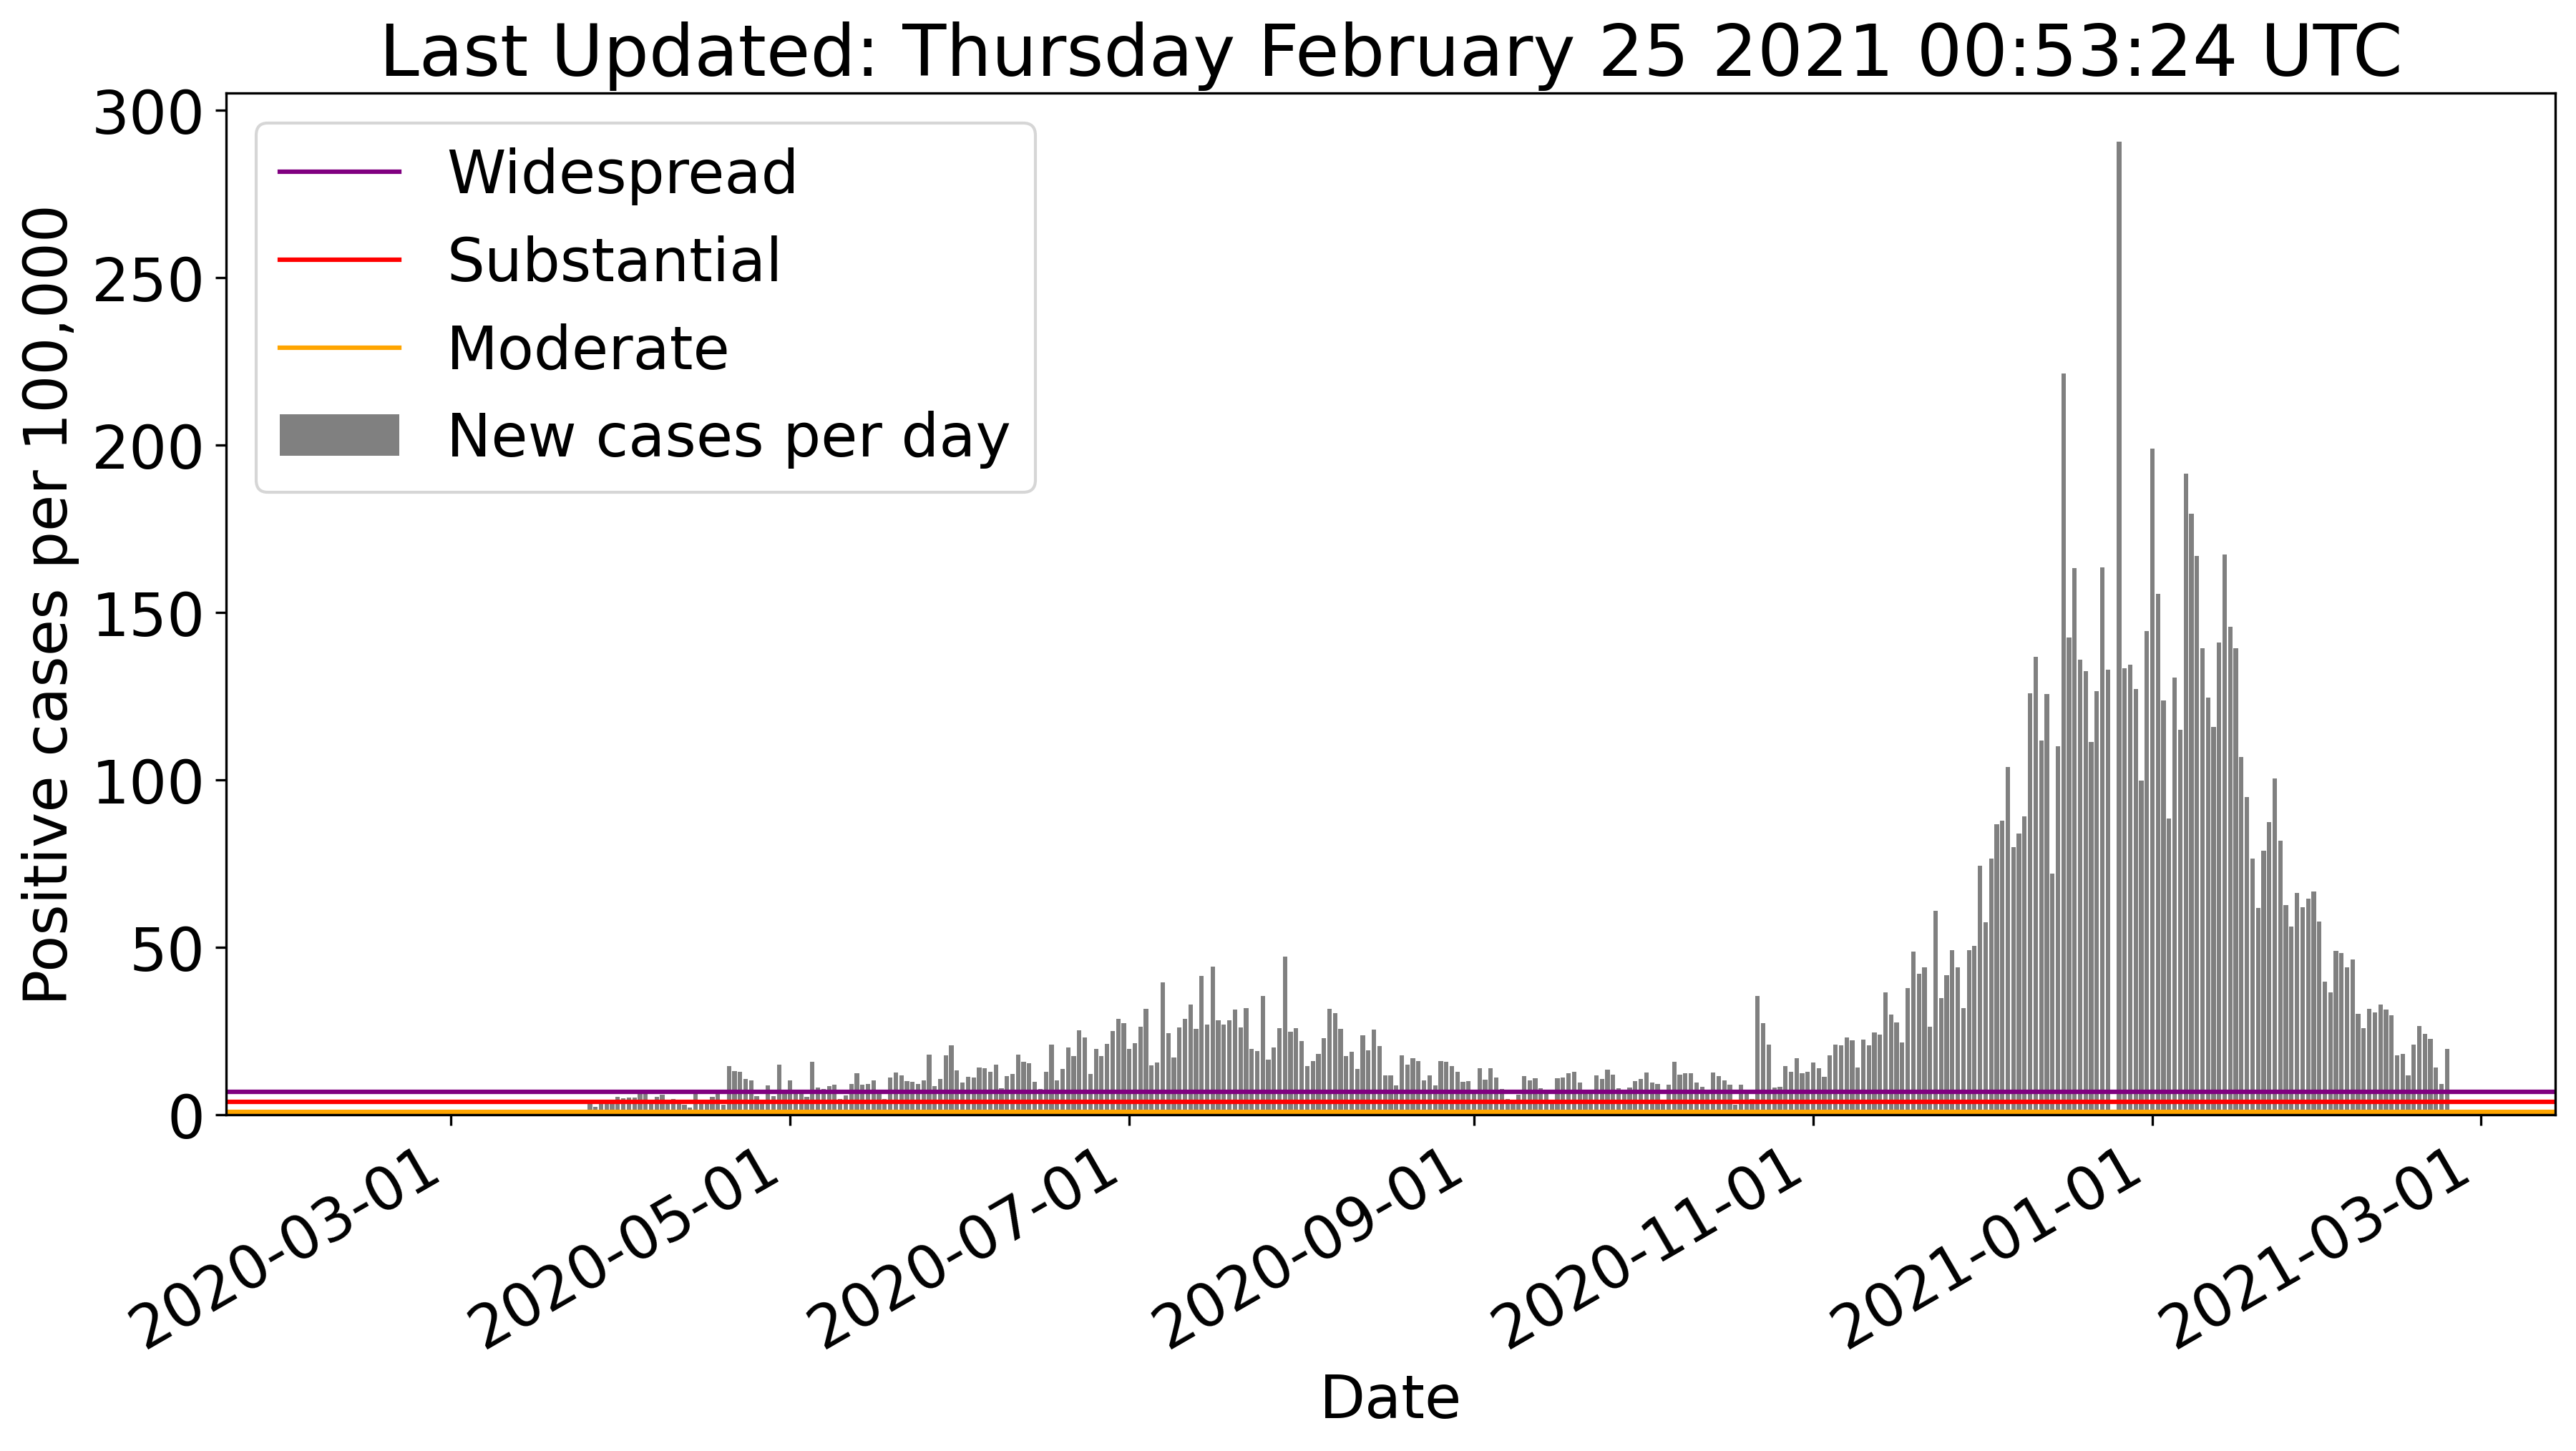 Last Updated: Thursday February 25 2021 00:53:24 UTC
300
250
200
150
100
50
0
Positive cases per 100,000
Widespread
Substantial
Moderate
New cases per day
2020-03-01
2020-05-01
2020-07-01
2020-09-01
2020-11-01
2021-01-01
2021-03-01
Date